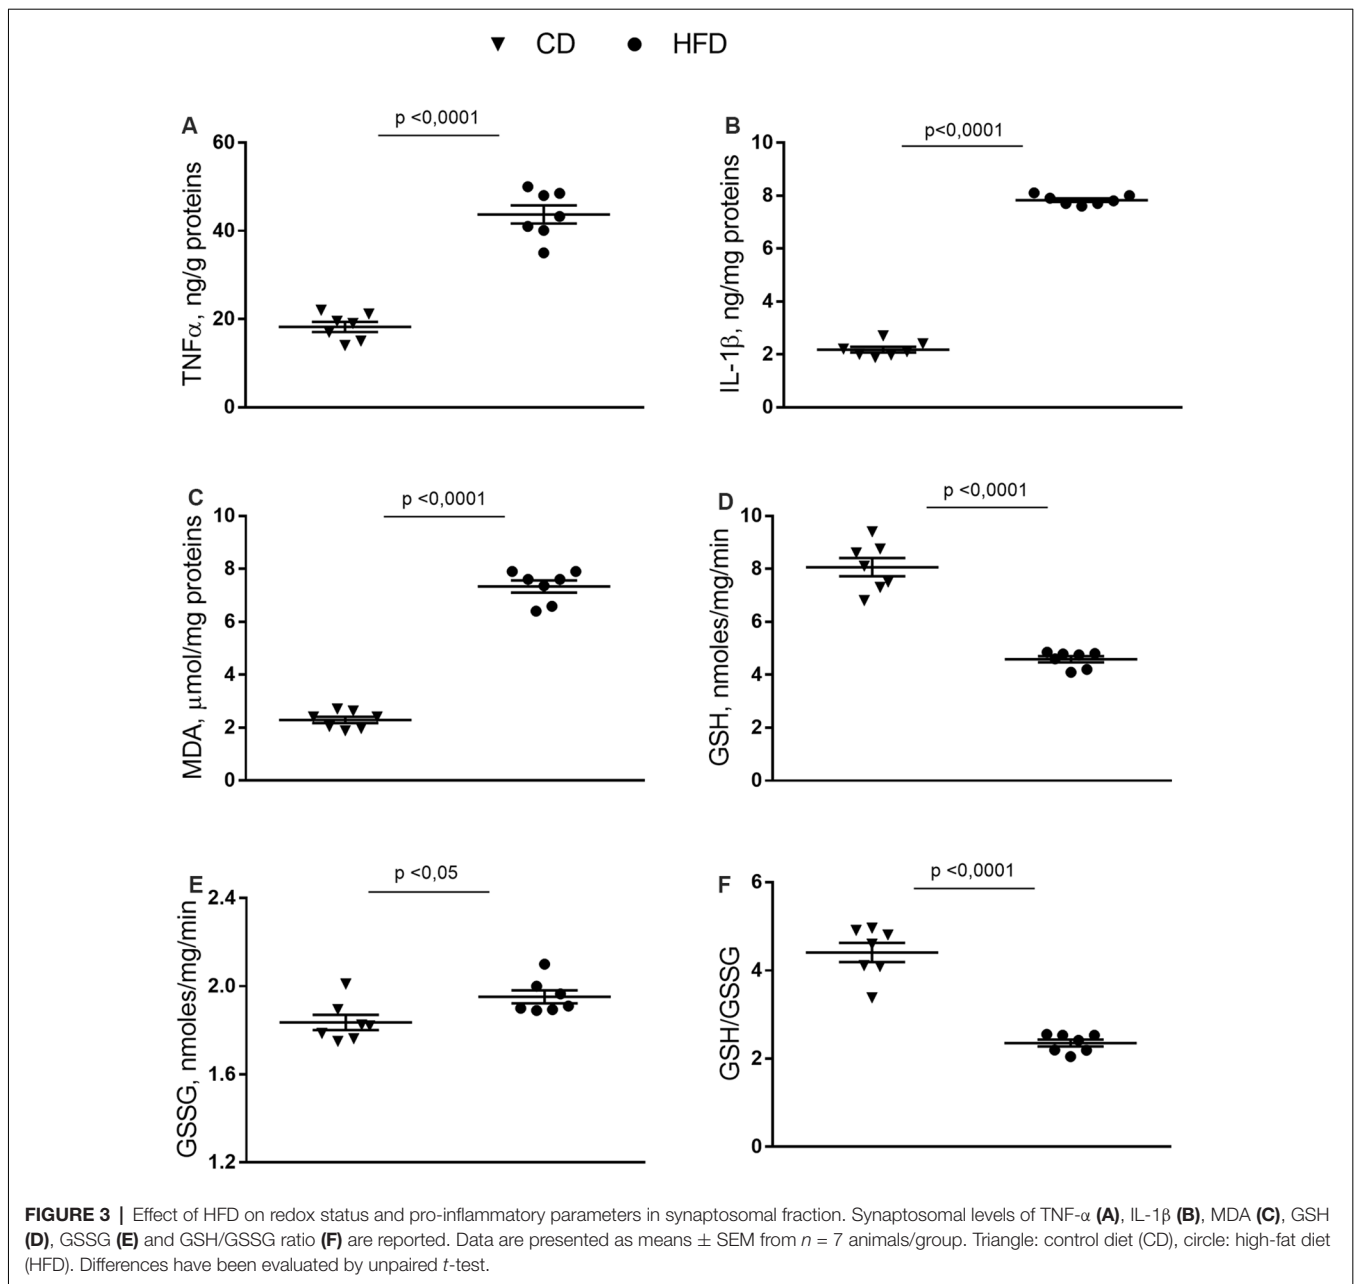 ▼ CD ● HFD
A
p <0,0001
TNFα, ng/g proteins
60
40
20
0
B
p<0,0001
IL-1β, ng/mg proteins
10
8
6
4
2
0
C
p <0,0001
MDA, μmol/mg proteins
10
8
6
4
2
0
D
p <0,0001
GSH, nmoles/mg/min
10
8
6
4
2
0
E
p <0,05
GSSG, nmoles/mg/min
2.4
2.0
1.6
1.2
F
p <0,0001
GSH/GSSG
6
4
2
0
FIGURE 3 | Effect of HFD on redox status and pro-inflammatory parameters in synaptosomal fraction. Synaptosomal levels of TNF-α (A), IL-1β (B), MDA (C), GSH
(D), GSSG (E) and GSH/GSSG ratio (F) are reported. Data are presented as means ± SEM from n = 7 animals/group. Triangle: control diet (CD), circle: high-fat diet
(HFD). Differences have been evaluated by unpaired t-test.